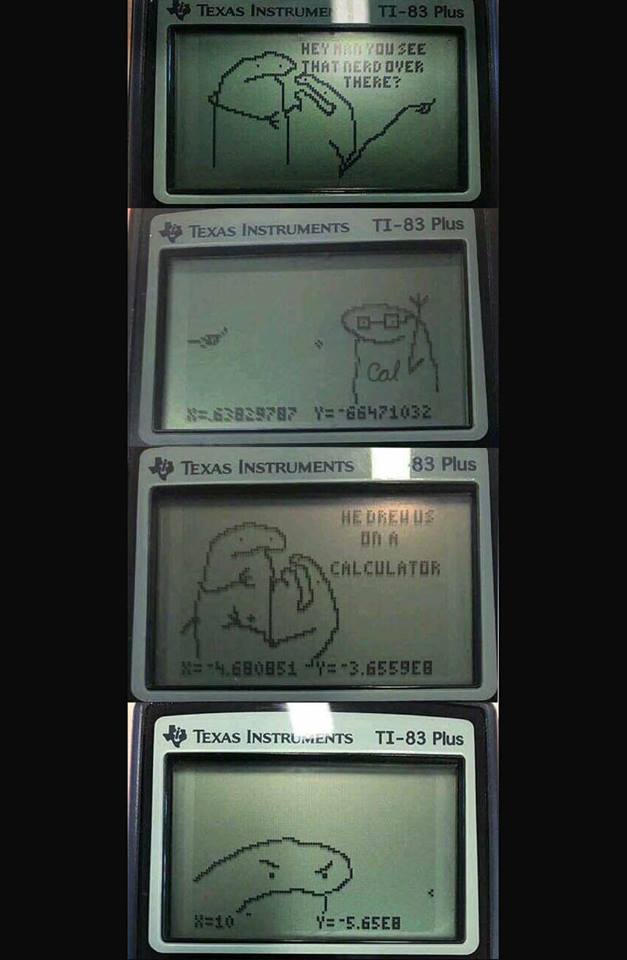 TEXAS INSTRUMEN TI-83 Plus
HEY MAN YOU SEE
THAT NERD OVER
THERE?
TEXAS INSTRUMENTS TI-83 Plus
Cal
X=.63829787 Y=-66471032
TEXAS INSTRUMENTS 83 Plus
HE DREW US
ON A
CALCULATOR
X=-4.680851 Y=-3.6559E8
TEXAS INSTRUMENTS TI-83 Plus
X=10 Y=-5.65E8